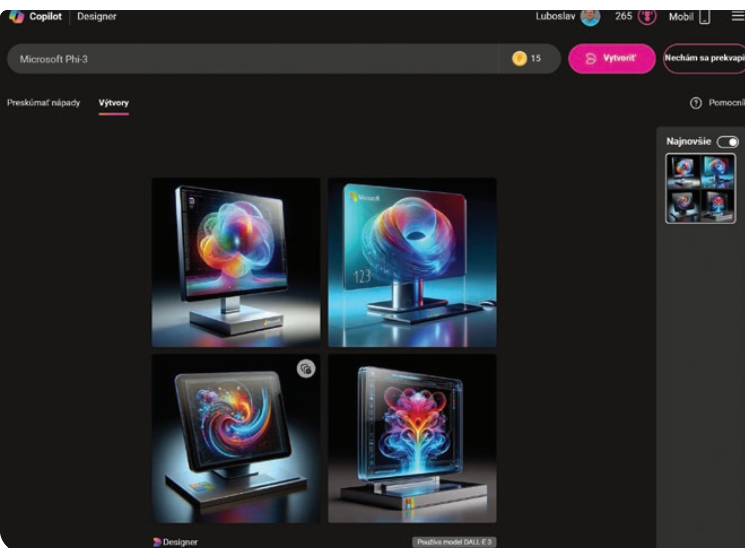 Copilot Designer Luboslav 265 Mobil
Microsoft Phi-3 15 Vytvoriť Nechám sa prekvapi
Preskúmať nápady Výtvory Pomocní
Najnovšie
Microsoft
123
Designer Používa model DALL·E 3